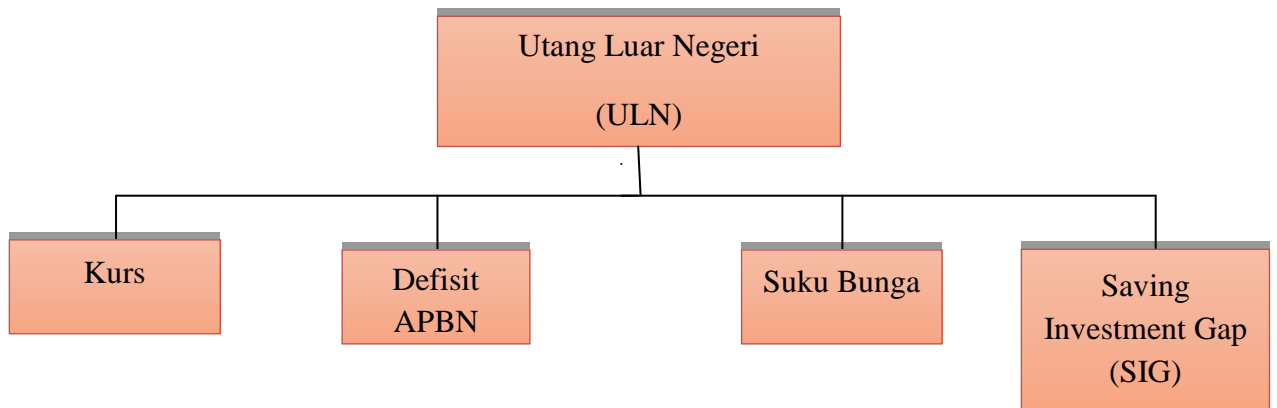 Utang Luar Negeri
(ULN)
Kurs
Defisit
APBN
Suku Bunga
Saving
Investment Gap
(SIG)